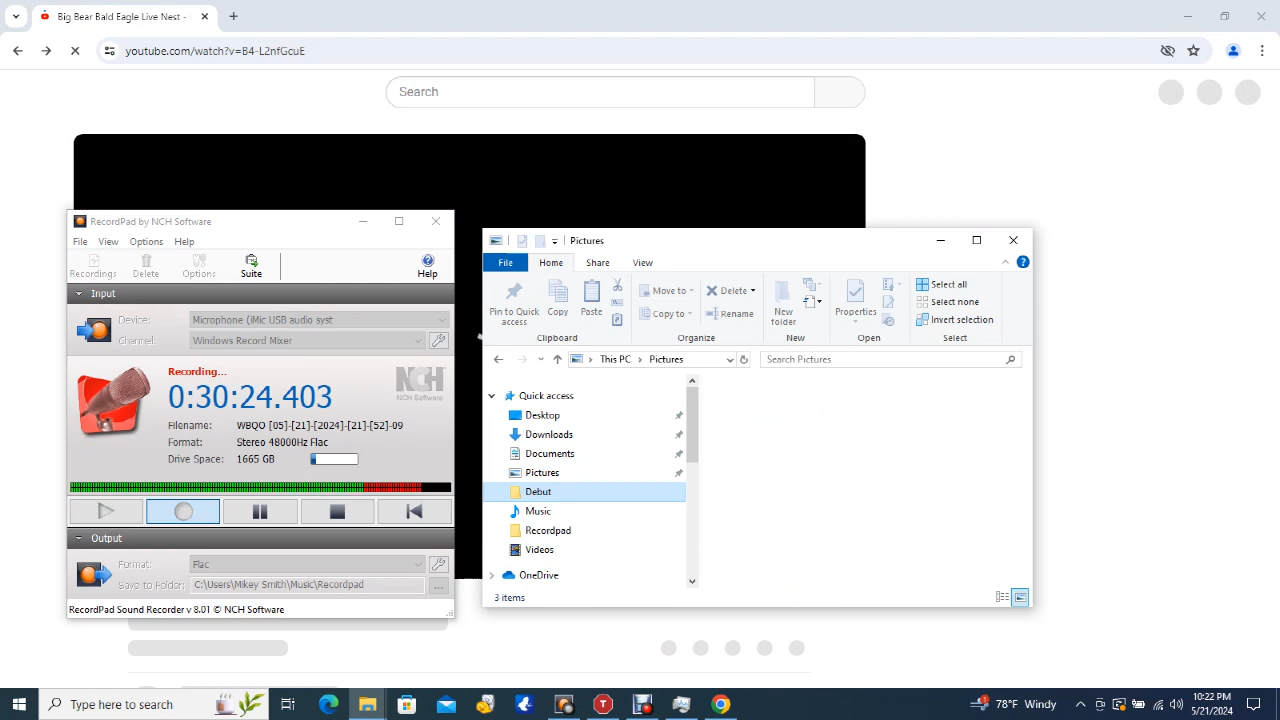 Big Bear Bald Eagle Live Nest -
youtube.com/watch?v=B4-L2nfGcuE
Search
RecordPad by NCH Software
File View Options Help
Recordings Delete Options Suite Help
Input
Device: Microphone (iMic USB audio syst
Channel: Windows Record Mixer
Recording...
0:30:24.403
NCH
NCH Software
Filename: WBQO [05]-[21]-[2024]-[21]-[52]-09
Format: Stereo 48000Hz Flac
Drive Space: 1665 GB
Output
Format: Flac
Save to Folder: C:\Users\Mikey Smith\Music\Recordpad
...
RecordPad Sound Recorder v 8.01 © NCH Software
Pictures
File Home Share View
Pin to Quick access
Copy
Paste
Move to
Copy to
Delete
Rename
New folder
Properties
Select all
Select none
Invert selection
Clipboard Organize New Open Select
This PC Pictures
Search Pictures
Quick access
Desktop
Downloads
Documents
Pictures
Debut
Music
Recordpad
Videos
OneDrive
3 items
Type here to search
1
78°F Windy
10:22 PM
5/21/2024